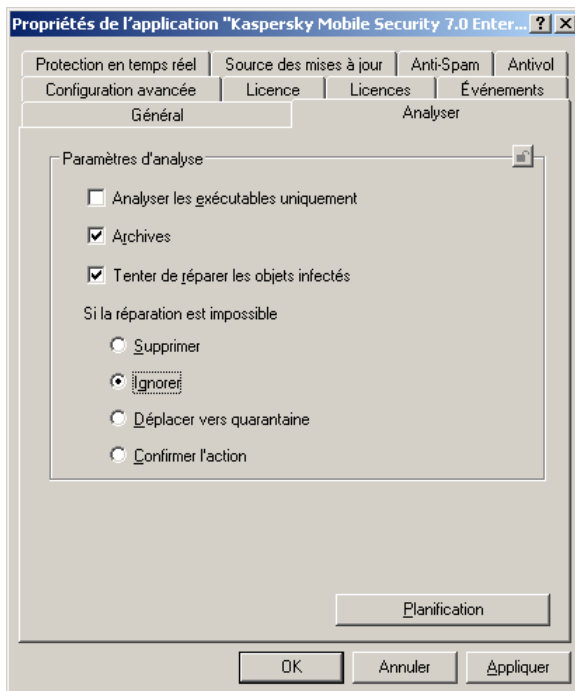 Propriétés de l'application "Kaspersky Mobile Security 7.0 Enter...
Protection en temps réel Source des mises à jour Anti-Spam Antivol
Configuration avancée Licence Licences Événements
Général Analyser
Paramètres d'analyse
Analyser les exécutables uniquement
Archives
Tenter de réparer les objets infectés
Si la réparation est impossible
Supprimer
Ignorer
Déplacer vers quarantaine
Confirmer l'action
Planification
OK Annuler Appliquer